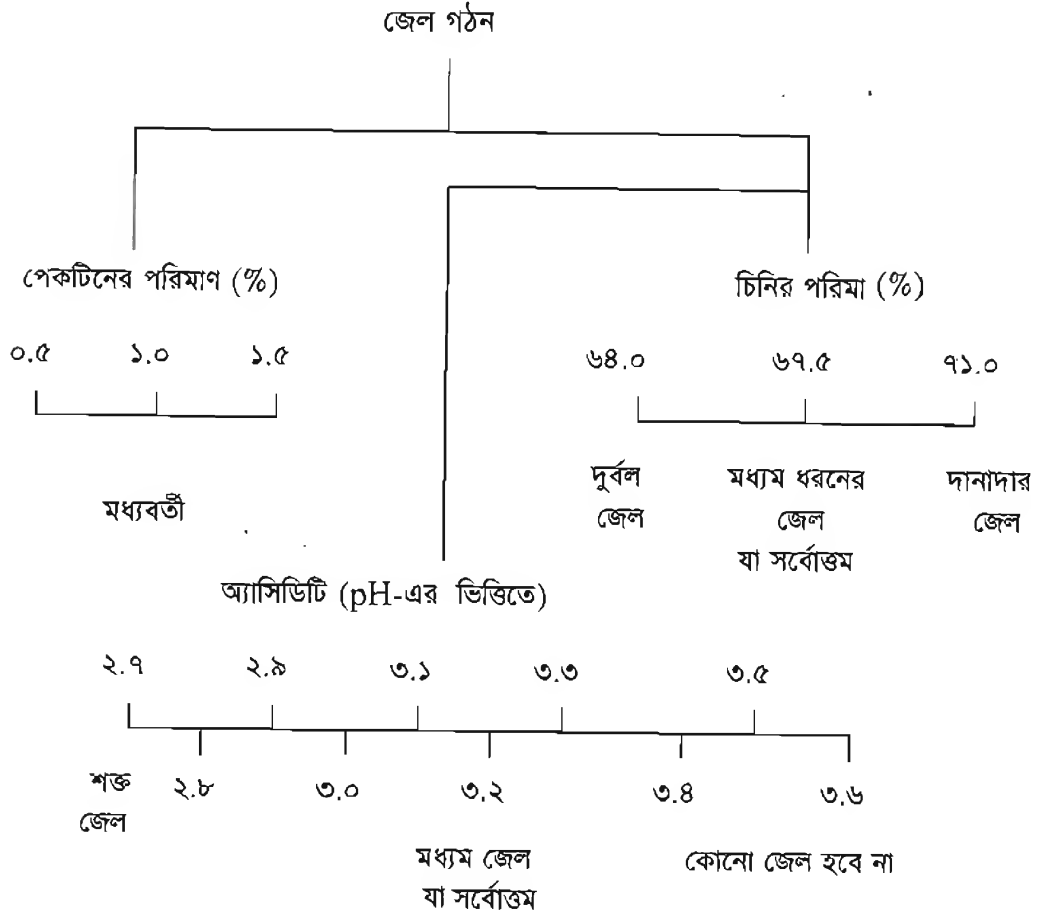 জেল গঠন
পেকটিনের পরিমাণ (%)
চিনির পরিমা (%)
০.৫ ১.০ ১.৫
৬৪.০ ৬৭.৫ ৭১.০
মধ্যবর্তী
দুর্বল
জেল
মধ্যম ধরনের
জেল
যা সর্বোত্তম
দানাদার
জেল
অ্যাসিডিটি (pH-এর ভিত্তিতে)
২.৭ ২.৯ ৩.১ ৩.৩ ৩.৫
শক্ত
জেল
২.৮ ৩.০ ৩.২ ৩.৪ ৩.৬
মধ্যম জেল
যা সর্বোত্তম
কোনো জেল হবে না